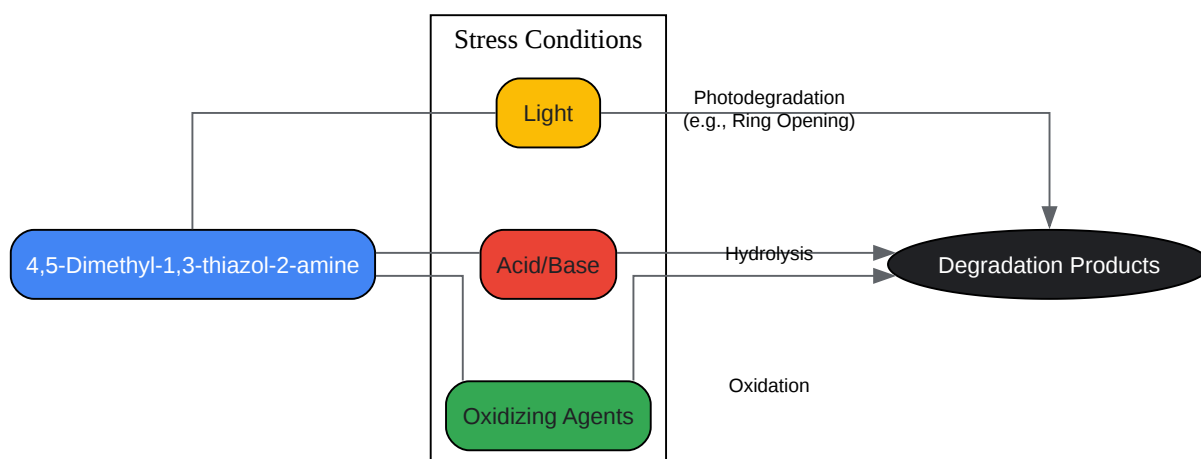 Stress Conditions
Light
Photodegradation
(e.g., Ring Opening)
4,5-Dimethyl-1,3-thiazol-2-amine
Acid/Base
Hydrolysis
Degradation Products
Oxidizing Agents
Oxidation